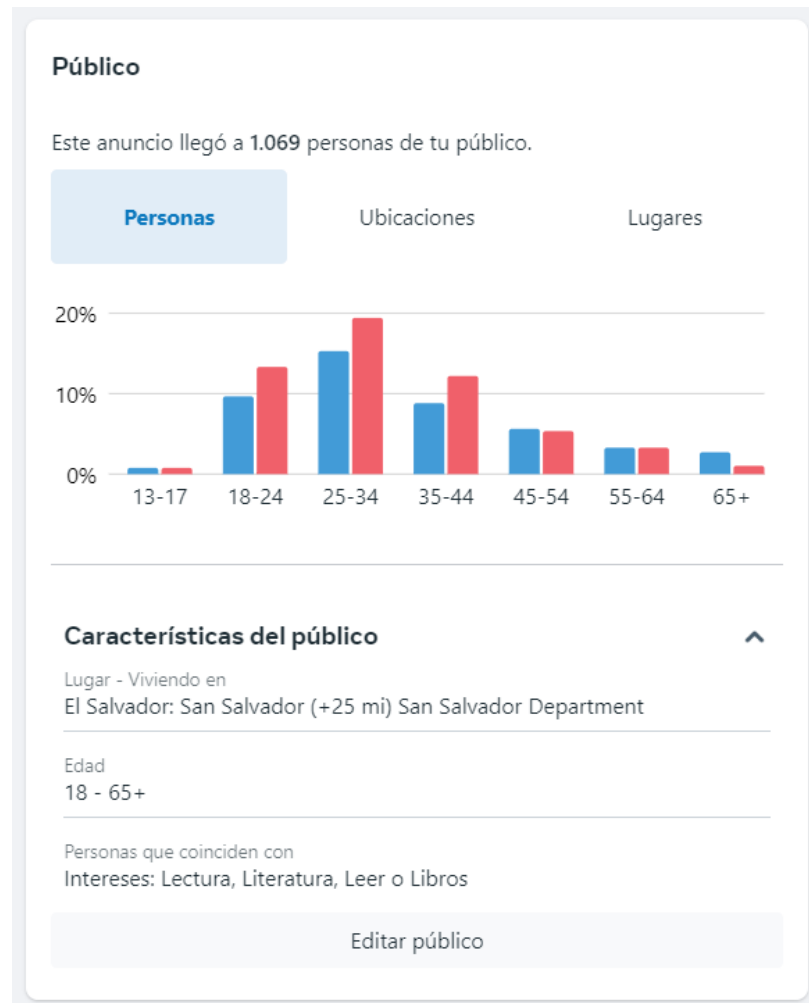 Público
Este anuncio llegó a 1.069 personas de tu público.
Personas Ubicaciones Lugares
20%
10%
0%
13-17 18-24 25-34 35-44 45-54 55-64 65+
Características del público
Lugar - Viviendo en
El Salvador: San Salvador (+25 mi) San Salvador Department
Edad
18 - 65+
Personas que coinciden con
Intereses: Lectura, Literatura, Leer o Libros
Editar público